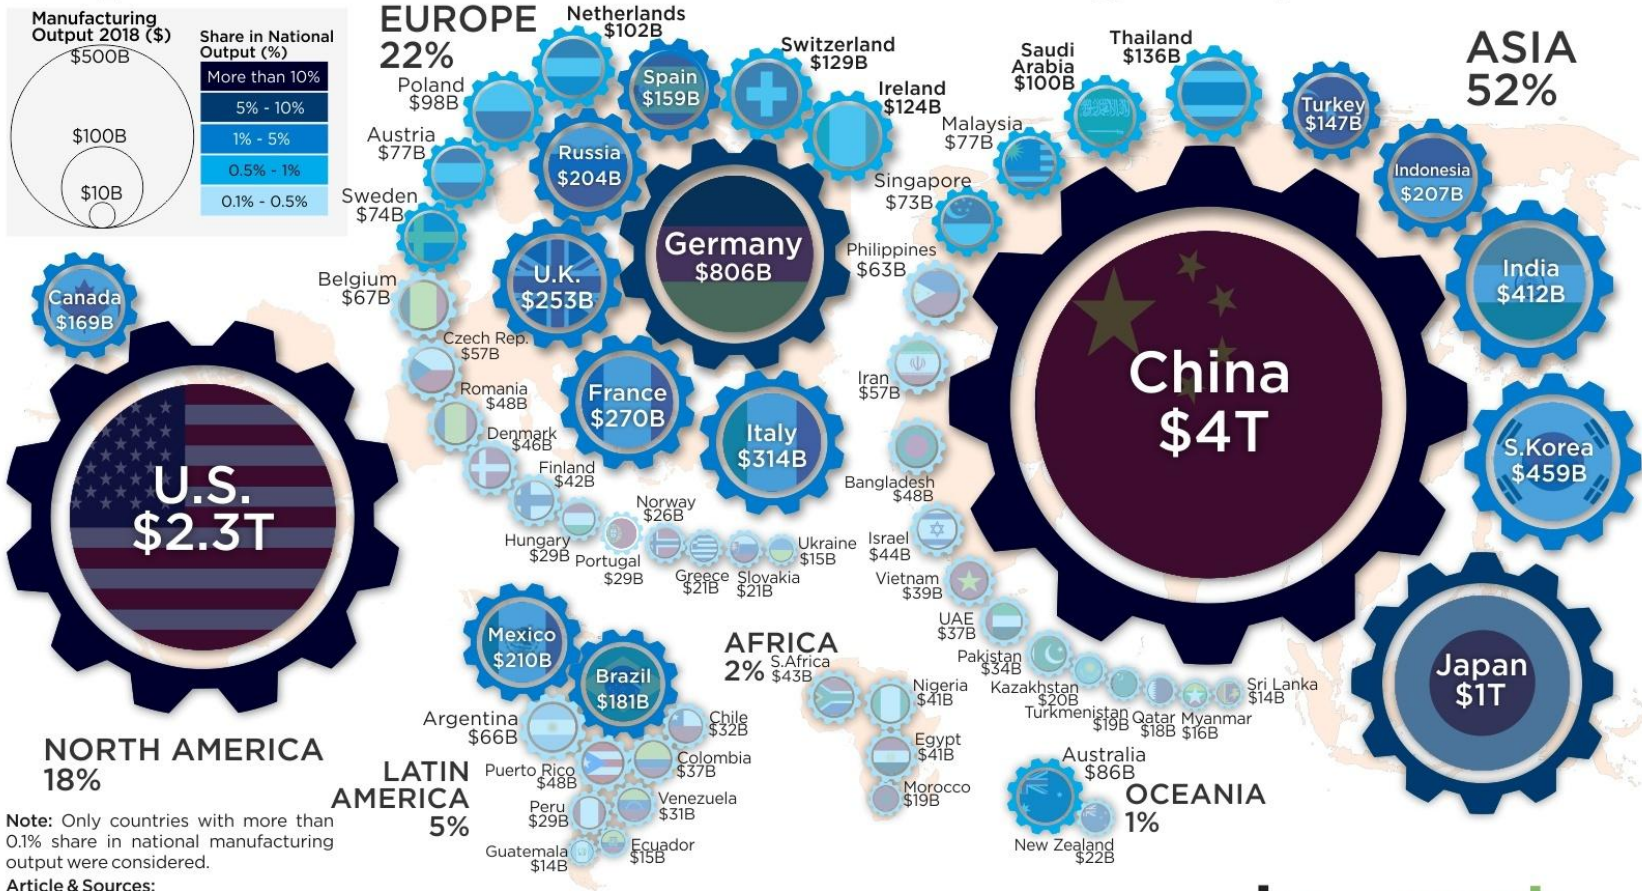 Manufacturing
Output 2018 ($)
$500B
$100B
$10B
Share in National
Output (%)
More than 10%
5% - 10%
1% - 5%
0.5% - 1%
0.1% - 0.5%
EUROPE
22%
Netherlands
$102B
Spain
$159B
Switzerland
$129B
Ireland
$124B
Poland
$98B
Austria
$77B
Sweden
$74B
Russia
$204B
Germany
$806B
U.K.
$253B
Belgium
$67B
Czech Rep.
$57B
Romania
$48B
Denmark
$46B
Finland
$42B
France
$270B
Italy
$314B
Hungary
$29B
Portugal
$29B
Norway
$26B
Greece
$21B
Slovakia
$21B
Ukraine
$15B
ASIA
52%
Saudi
Arabia
$100B
Thailand
$136B
Turkey
$147B
Malaysia
$77B
Indonesia
$207B
Singapore
$73B
Philippines
$63B
India
$412B
Iran
$57B
China
$4T
Bangladesh
$48B
S.Korea
$459B
Israel
$44B
Vietnam
$39B
UAE
$37B
Pakistan
$34B
Kazakhstan
$20B
Turkmenistan
$19B
Qatar
$18B
Myanmar
$16B
Sri Lanka
$14B
Japan
$1T
Canada
$169B
U.S.
$2.3T
NORTH AMERICA
18%
Mexico
$210B
Brazil
$181B
Argentina
$66B
Chile
$32B
Puerto Rico
$48B
Colombia
$37B
Peru
$29B
Venezuela
$31B
Guatemala
$14B
Ecuador
$15B
LATIN
AMERICA
5%
AFRICA
2%
S.Africa
$43B
Nigeria
$41B
Egypt
$41B
Morocco
$19B
Australia
$86B
OCEANIA
1%
New Zealand
$22B
Note: Only countries with more than
0.1% share in national manufacturing
output were considered.
Article & Sources: